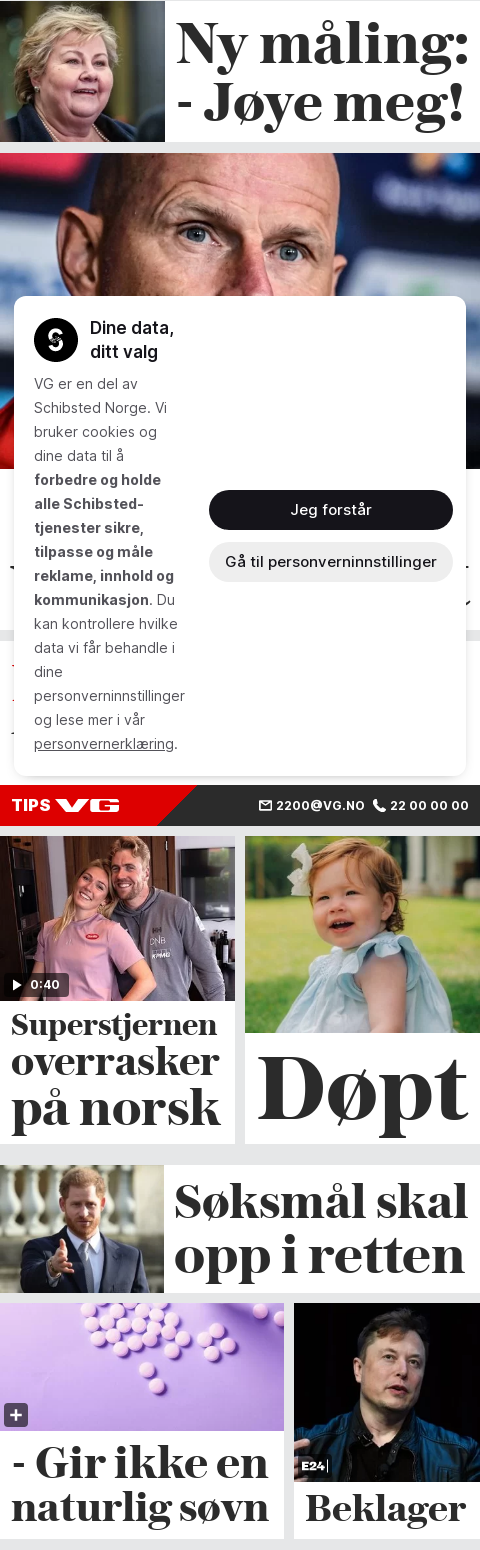 Ny måling:
- Jøye meg!
Dine data,
ditt valg
VG er en del av
Schibsted Norge. Vi
bruker cookies og
dine data til å
forbedre og holde
alle Schibsted-
tjenester sikre,
tilpasse og måle
reklame, innhold og
kommunikasjon. Du
kan kontrollere hvilke
data vi får behandle i
dine
personverninnstillinger
og lese mer i vår
personvernerklæring.
Jeg forstår
Gå til personverninnstillinger
TIPS VG
2200@VG.NO 22 00 00 00
0:40
Superstjernen
overrasker
på norsk
Døpt
Søksmål skal
opp i retten
- Gir ikke en
naturlig søvn
E24
Beklager